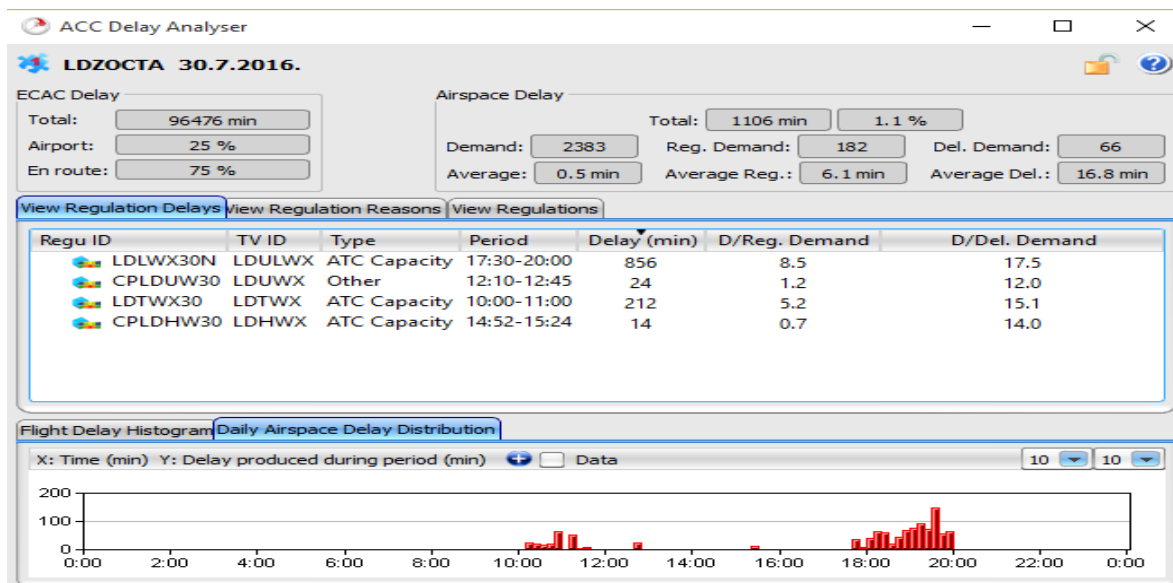 ACC Delay Analyser
LDZOCTA 30.7.2016.
ECAC Delay
Total: 96476 min
Airport: 25 %
En route: 75 %
Airspace Delay
Total: 1106 min 1.1 %
Demand: 2383 Reg. Demand: 182 Del. Demand: 66
Average: 0.5 min Average Reg.: 6.1 min Average Del.: 16.8 min
View Regulation Delays View Regulation Reasons View Regulations
Regu ID TV ID Type Period Delay (min) D/Reg. Demand D/Del. Demand
LDLWX30N LDULWX ATC Capacity 17:30-20:00 856 8.5 17.5
CPLDUW30 LDUWX Other 12:10-12:45 24 1.2 12.0
LDTWX30 LDTWX ATC Capacity 10:00-11:00 212 5.2 15.1
CPLDHW30 LDHWX ATC Capacity 14:52-15:24 14 0.7 14.0
Flight Delay Histogram Daily Airspace Delay Distribution
X: Time (min) Y: Delay produced during period (min) Data 10 10
200
100
0
0:00 2:00 4:00 6:00 8:00 10:00 12:00 14:00 16:00 18:00 20:00 22:00 0:00